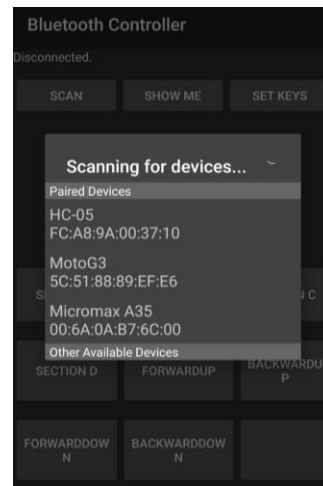 Bluetooth Controller
Disconnected.
SCAN SHOW ME SET KEYS
Scanning for devices...
Paired Devices
HC-05
FC:A8:9A:00:37:10
MotoG3
5C:51:88:89:EF:E6
Micromax A35
00:6A:0A:B7:6C:00
Other Available Devices
SECTION D FORWARDUP BACKWARDU
P
FORWARDDOW BACKWARDDOW
N N